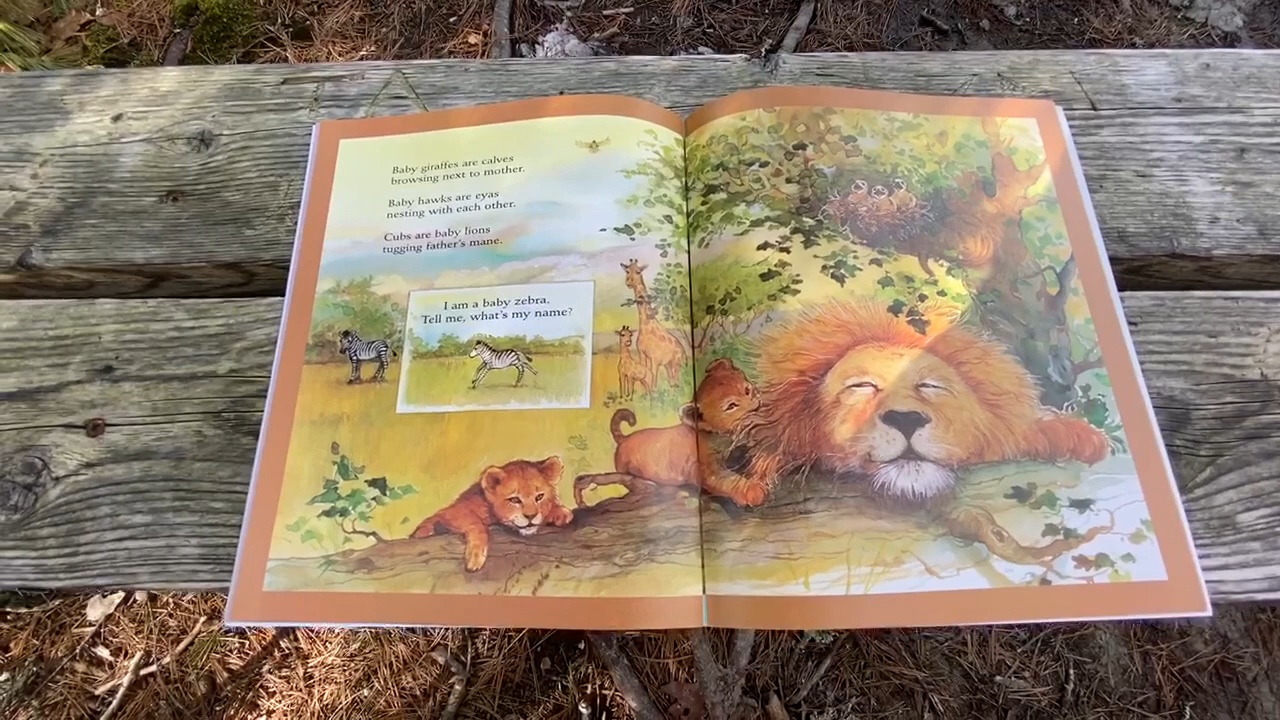 Baby giraffes are calves
browsing next to mother.
Baby hawks are eyas
nesting with each other.
Cubs are baby lions
tugging father's mane.
I am a baby zebra.
Tell me, what's my name?